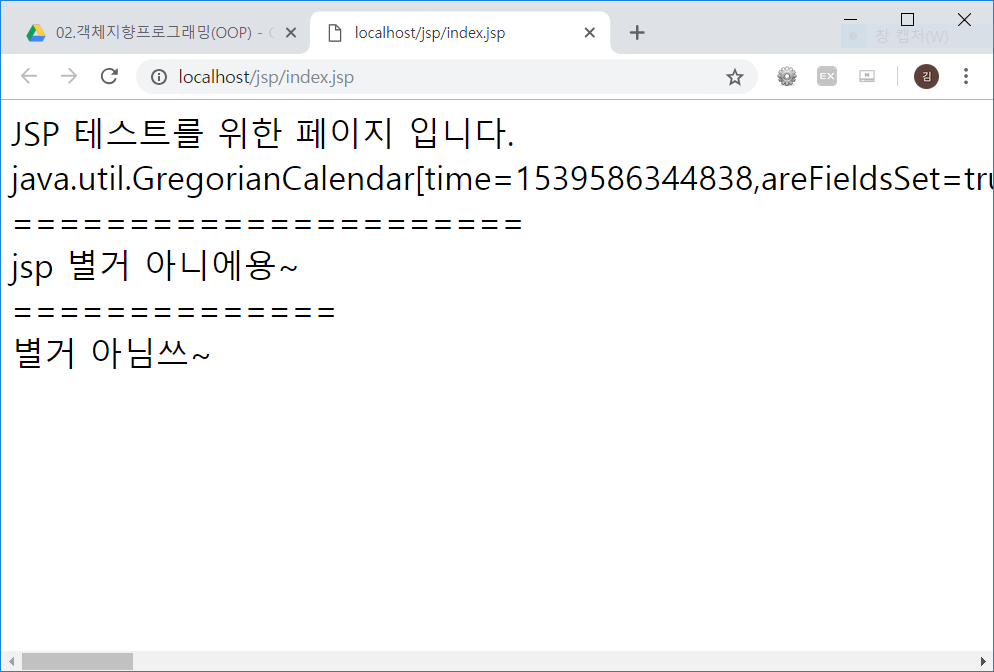 02.객체지향프로그래밍(OOP) -
localhost/jsp/index.jsp
창 캡처(W)
localhost/jsp/index.jsp
EX
김
JSP 테스트를 위한 페이지 입니다.
java.util.GregorianCalendar[time=1539586344838,areFieldsSet=tru
======================
jsp 별거 아니에용~
==============
별거 아님쓰~